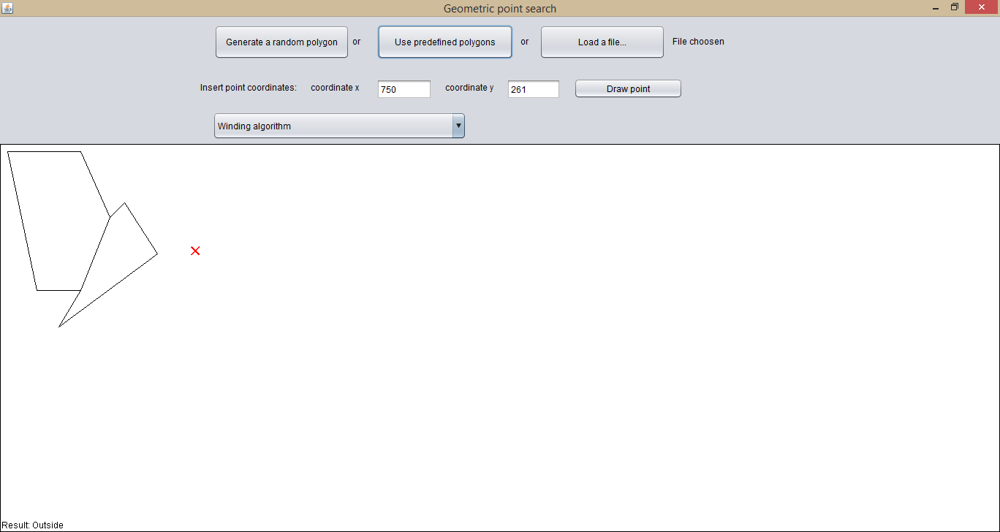 Geometric point search
Generate a random polygon or Use predefined polygons or Load a file... File choosen
Insert point coordinates: coordinate x 750 coordinate y 261 Draw point
Winding algorithm
Result: Outside